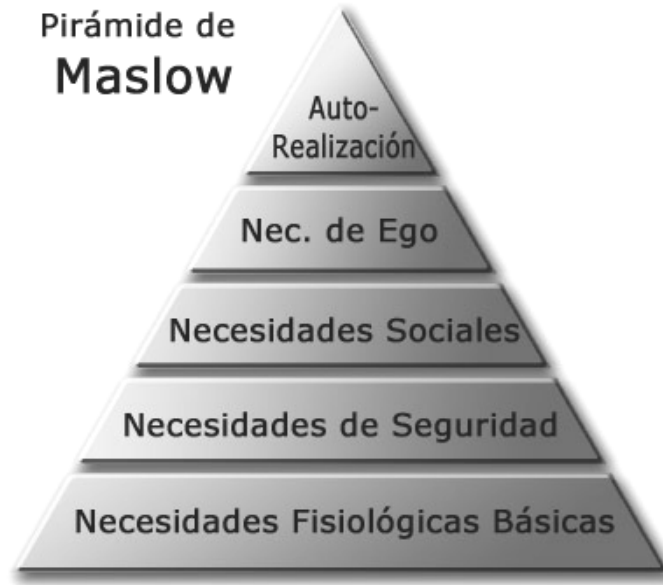 Pirámide de
Maslow
Auto-
Realización
Nec. de Ego
Necesidades Sociales
Necesidades de Seguridad
Necesidades Fisiológicas Básicas